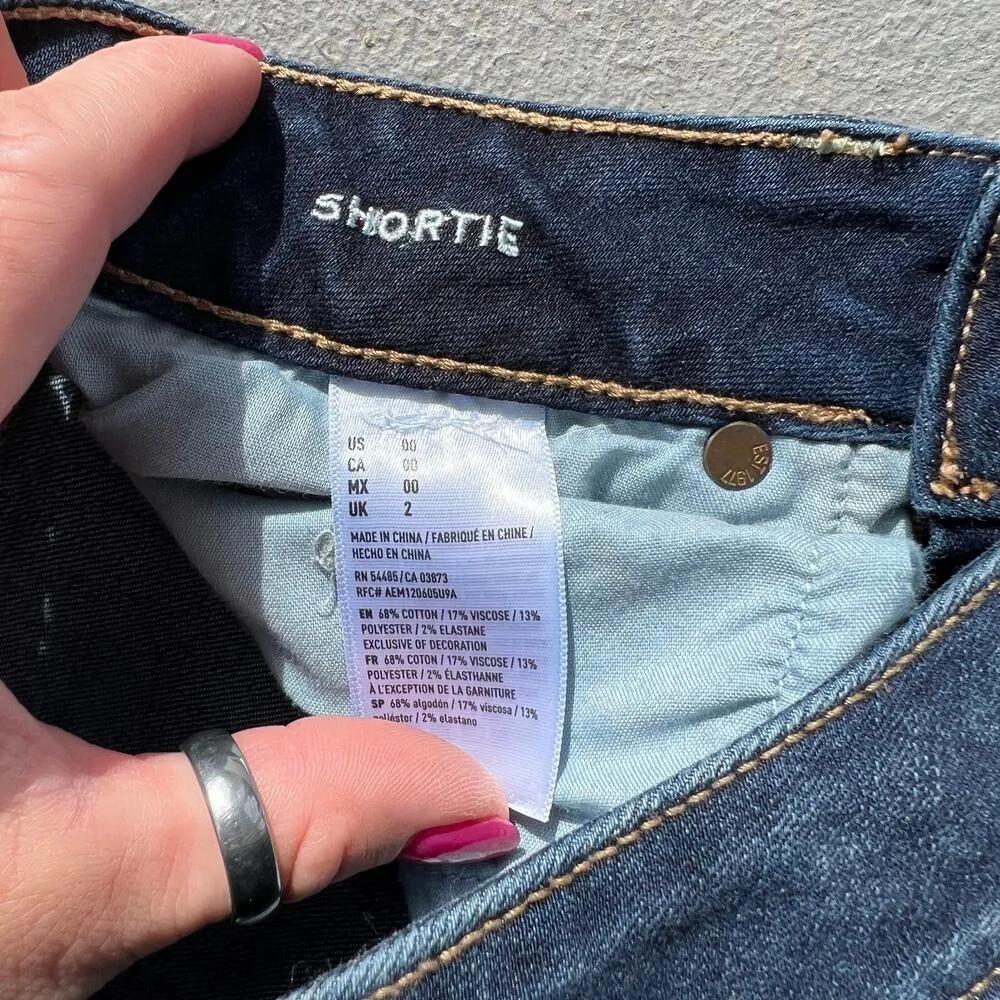 SHORTIE
US 00
CA 00
MX 00
UK 2
MADE IN CHINA / FABRIQUÉ EN CHINE /
HECHO EN CHINA
RN 54485 / CA 03873
RFC# AEM120605U9A
EN 68% COTTON / 17% VISCOSE / 13%
POLYESTER / 2% ELASTANE
EXCLUSIVE OF DECORATION
FR 68% COTON / 17% VISCOSE / 13%
POLYESTER / 2% ÉLASTHANNE
À L'EXCEPTION DE LA GARNITURE
SP 68% algodón / 17% viscosa / 13%
poliéster / 2% elastano
EST 1977